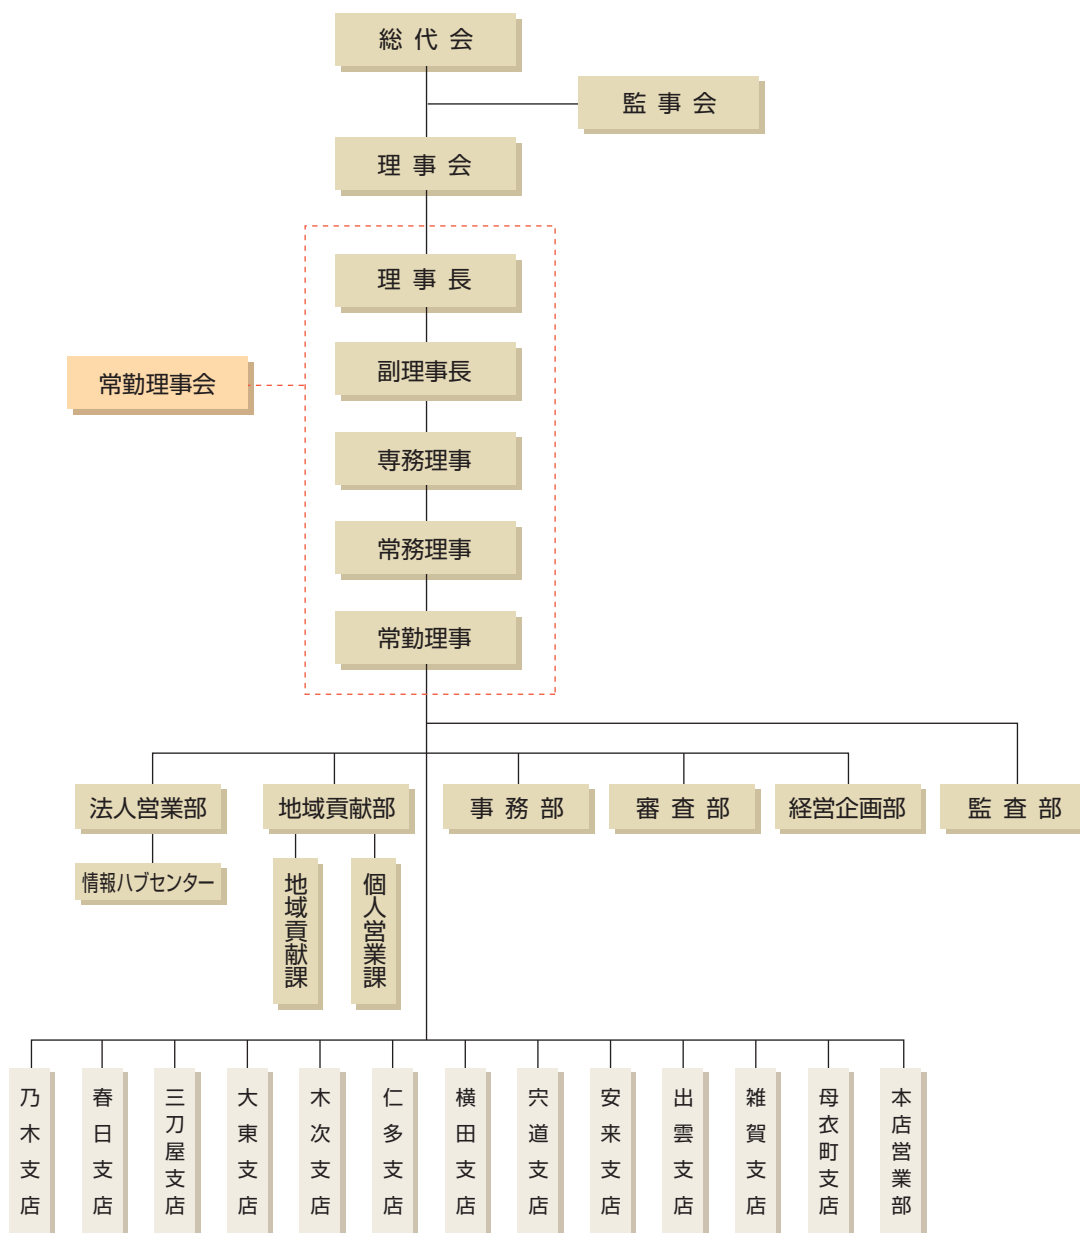 総代会
監事会
理事会
理事長
副理事長
常勤理事会
専務理事
常務理事
常勤理事
法人営業部
地域貢献部
事務部
審査部
経営企画部
監査部
情報ハブセンター
地域貢献課
個人営業課
乃木支店
春日支店
三刀屋支店
大東支店
木次支店
仁多支店
横田支店
宍道支店
安来支店
出雲支店
雑賀支店
母衣町支店
本店営業部